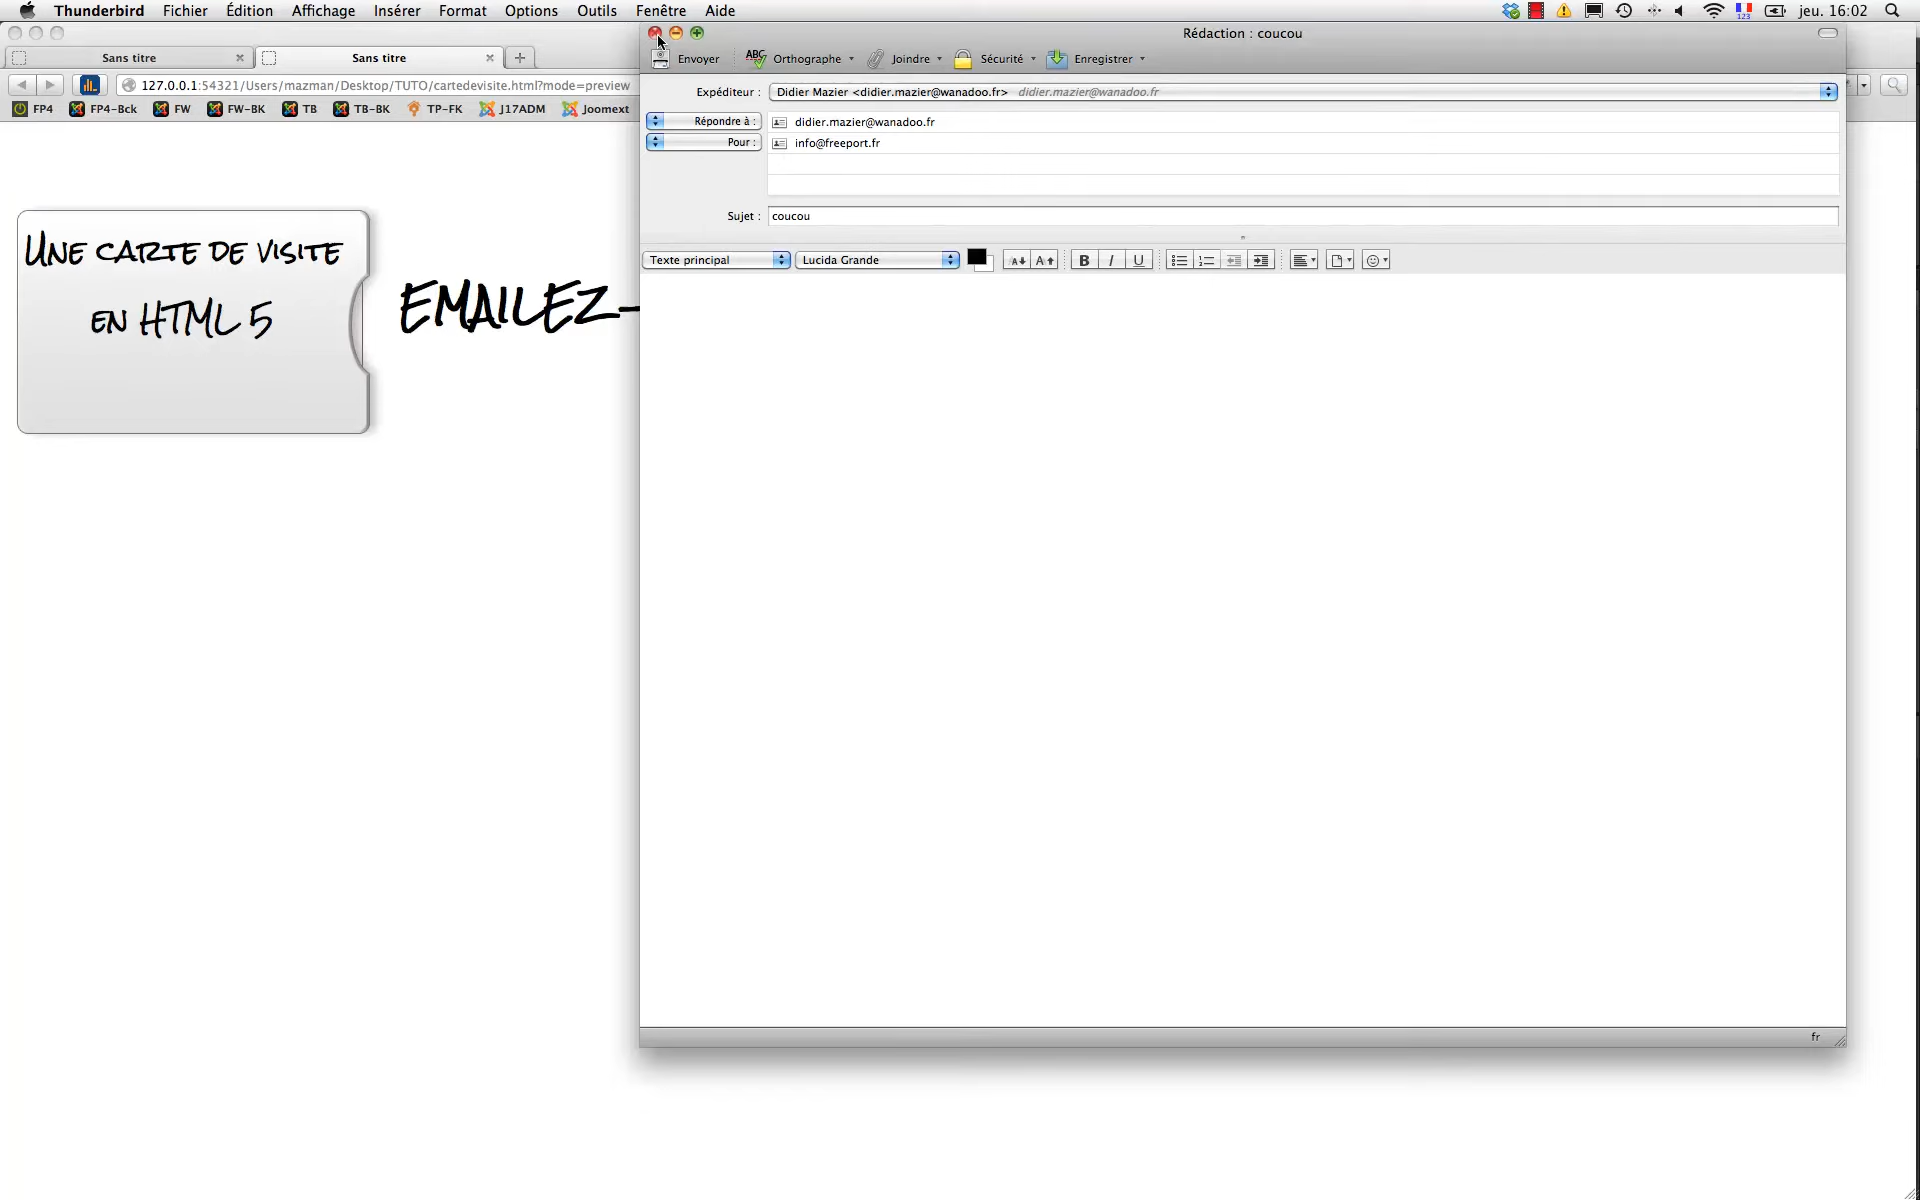 Thunderbird Fichier Édition Affichage Insérer Format Options Outils Fenêtre Aide jeu. 16:02
Rédaction : coucou
Sans titre Sans titre
Envoyer Orthographe Joindre Sécurité Enregistrer
127.0.0.1:54321/Users/mazman/Desktop/TUTO/cartedevisite.html?mode=preview
Expéditeur : Didier Mazier <didier.mazier@wanadoo.fr> didier.mazier@wanadoo.fr
FP4 FP4-Bck FW FW-BK TB TB-BK TP-FK J17ADM Joomext
Répondre à : didier.mazier@wanadoo.fr
Pour : info@freeport.fr
Sujet : coucou
Texte principal Lucida Grande
UNE CARTE DE VISITE
EN HTML 5
EMAILEZ-
fr